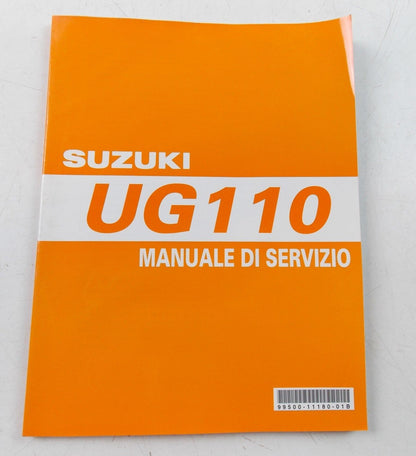 SUZUKI
UG110
MANUALE DI SERVIZIO
99500-11180-01B